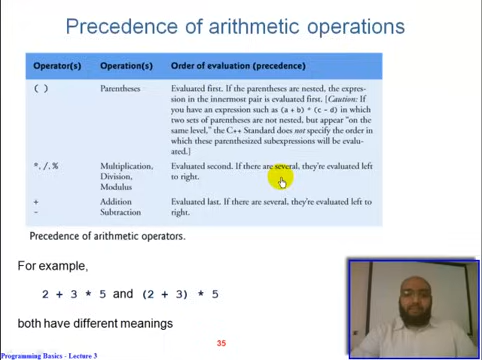 Precedence of arithmetic operations
Operator(s) Operation(s) Order of evaluation (precedence)
( ) Parentheses Evaluated first. If the parentheses are nested, the expres-
sion in the innermost pair is evaluated first. [Caution: If
you have an expression such as (a + b) * (c - d) in which
two sets of parentheses are not nested, but appear “on the
same level,” the C++ Standard does not specify the order in
which these parenthesized subexpressions will be evalu-
ated.]
*, /, % Multiplication, Evaluated second. If there are several, they're evaluated left
Division, to right.
Modulus
+ Addition Evaluated last. If there are several, they're evaluated left to
- Subtraction right.
Precedence of arithmetic operators.
For example,
2 + 3 * 5 and (2 + 3) * 5
both have different meanings
35
Programming Basics - Lecture 3